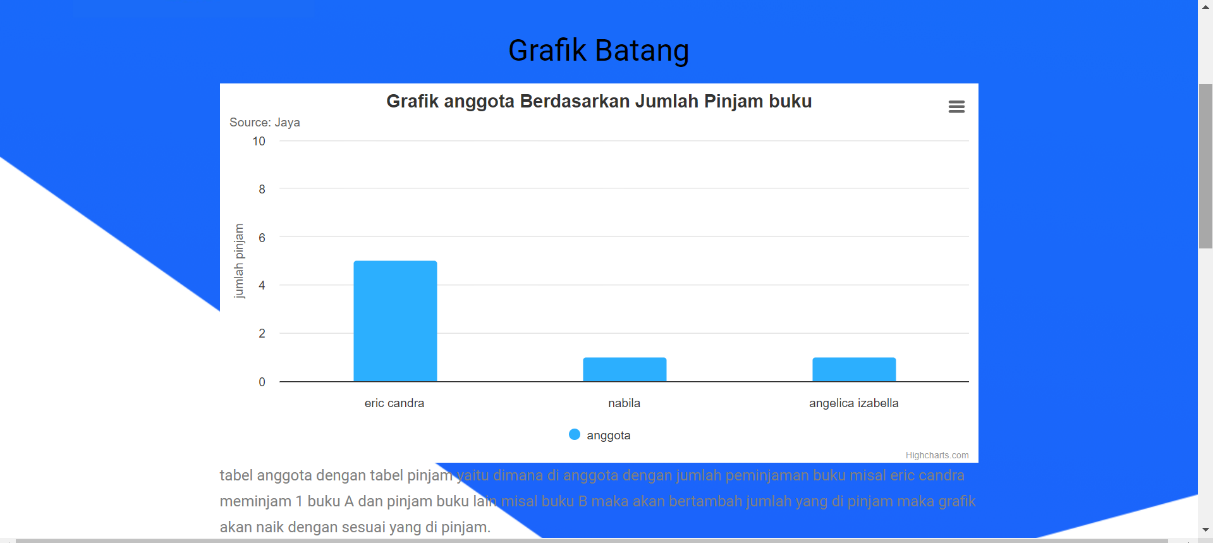 Grafik Batang
Grafik anggota Berdasarkan Jumlah Pinjam buku
Source: Jaya
jumlah pinjam
10
8
6
4
2
0
eric candra
nabila
angelica izabella
anggota
Highcharts.com
tabel anggota dengan tabel pinjam yaitu dimana di anggota dengan jumlah peminjaman buku misal eric candra
meminjam 1 buku A dan pinjam buku lain misal buku B maka akan bertambah jumlah yang di pinjam maka grafik
akan naik dengan sesuai yang di pinjam.